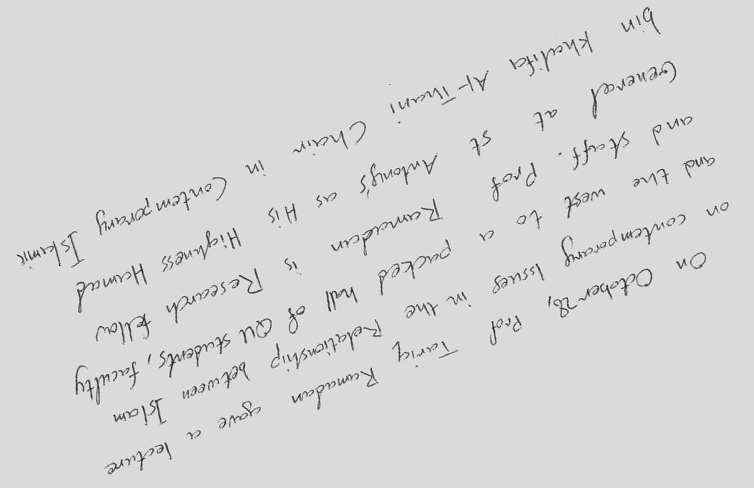 On October 28, Prof Tariq Ramadan gave a lecture
on contemporary Issues in the Relationship between Islam
and the west to a packed hall of QU students, faculty
and staff. Prof Ramadan is Research fellow
General at st Antony's as His Highness Hamad
bin khalifa Al-Thani Chair in Contemporary Islamic